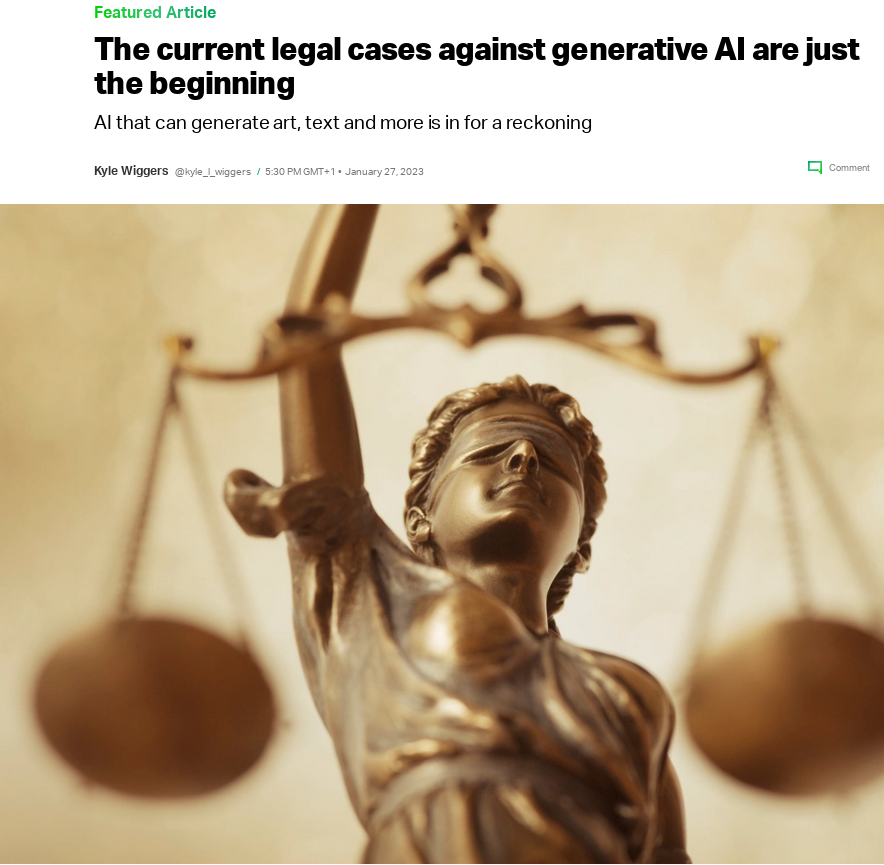 Featured Article
The current legal cases against generative AI are just
the beginning
AI that can generate art, text and more is in for a reckoning
Kyle Wiggers @kyle_l_wiggers / 5:30 PM GMT+1 • January 27, 2023
Comment